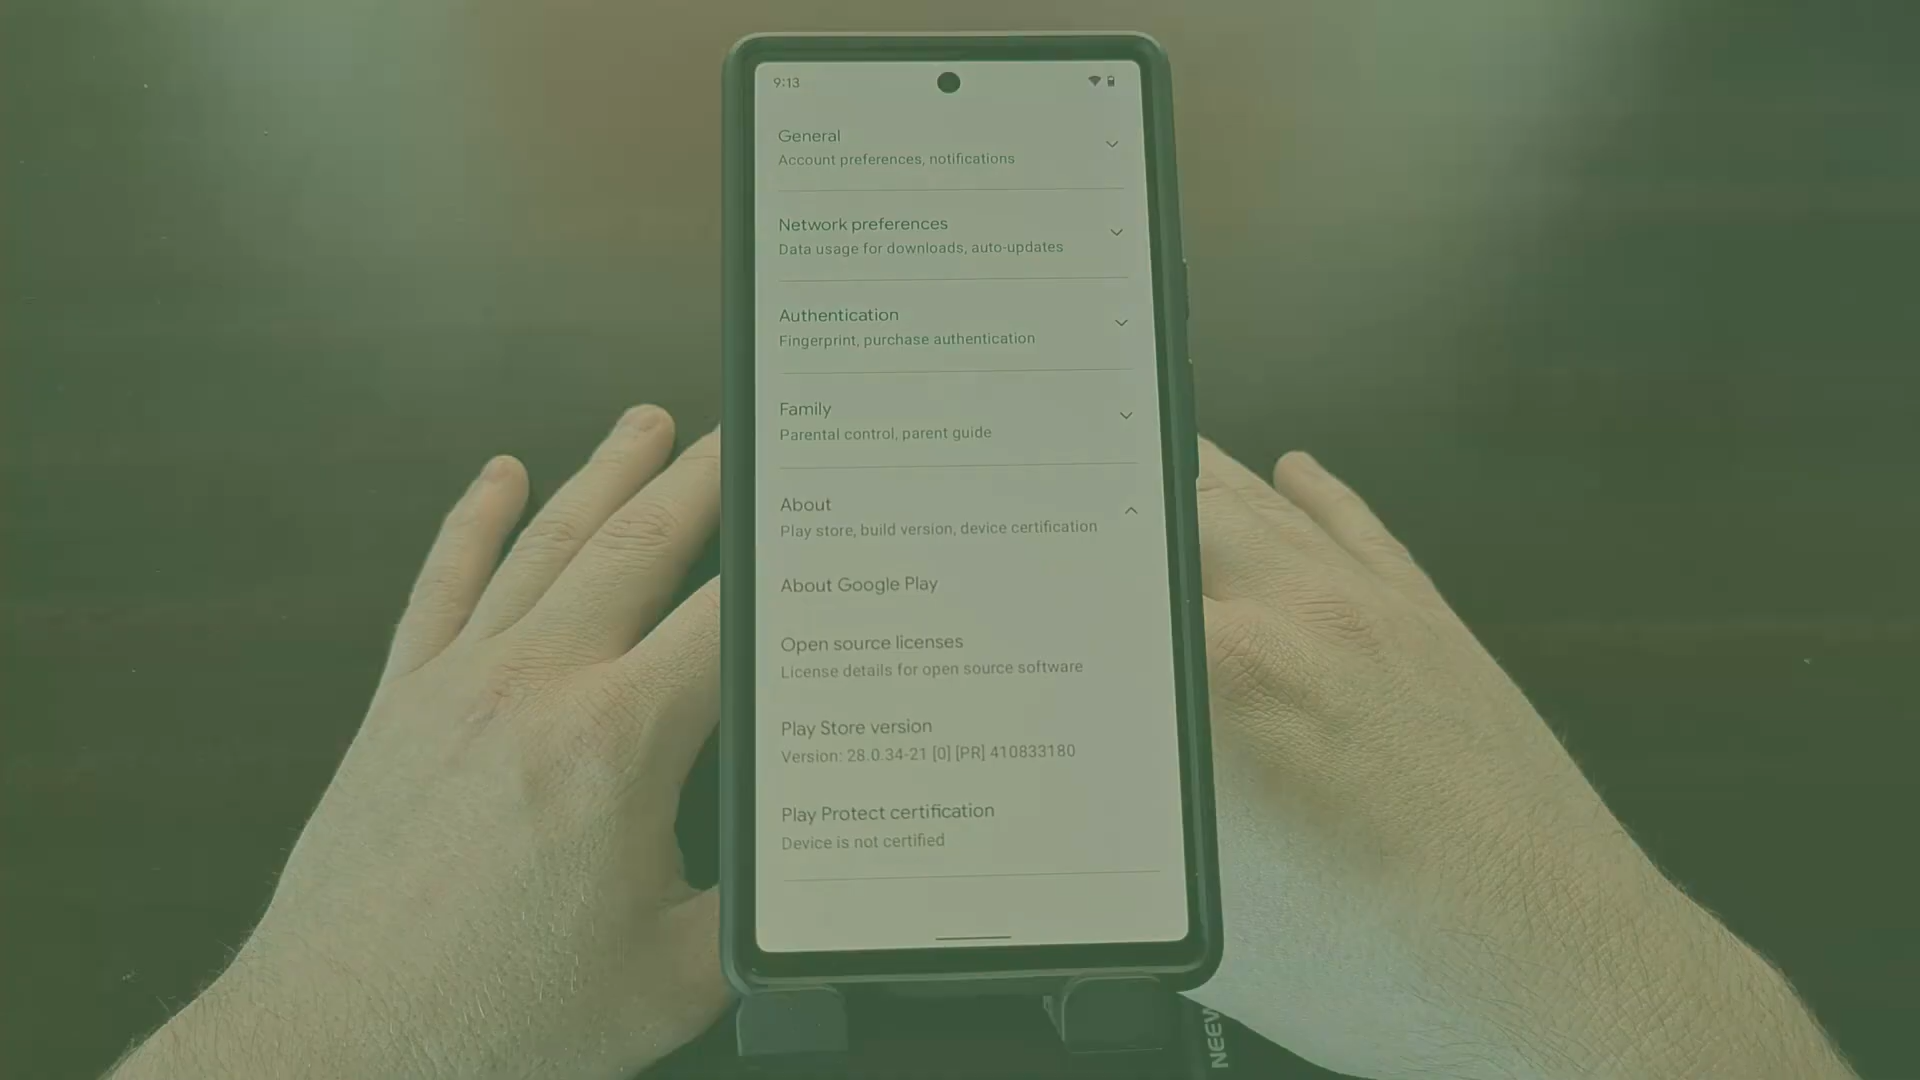 9:13
General
Account preferences, notifications
Network preferences
Data usage for downloads, auto-updates
Authentication
Fingerprint, purchase authentication
Family
Parental control, parent guide
About
Play store, build version, device certification
About Google Play
Open source licenses
License details for open source software
Play Store version
Version: 28.0.34-21 [0] [PR] 410833180
Play Protect certification
Device is not certified
NEEW